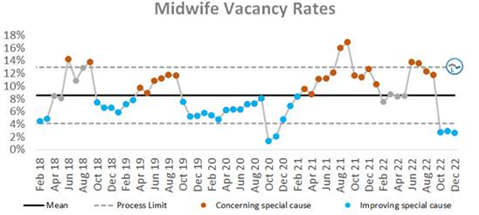 Midwife Vacancy Rates
18%
16%
14%
12%
10%
8%
6%
4%
2%
0%
Feb 18
Apr 18
Jun 18
Aug 18
Oct 18
Dec 18
Feb 19
Apr 19
Jun 19
Aug 19
Oct 19
Dec 19
Feb 20
Apr 20
Jun 20
Aug 20
Oct 20
Dec 20
Feb 21
Apr 21
Jun 21
Aug 21
Oct 21
Dec 21
Feb 22
Apr 22
Jun 22
Aug 22
Oct 22
Dec 22
Mean Process Limit Concerning special cause Improving special cause